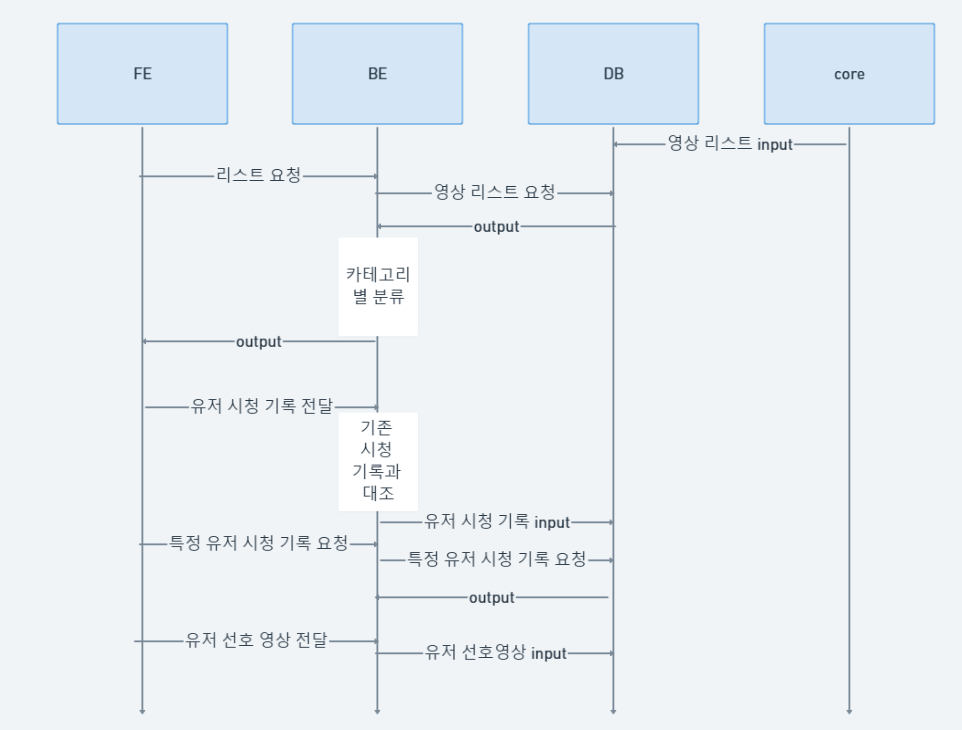 FE
BE
DB
core
영상 리스트 input
리스트 요청
영상 리스트 요청
output
카테고리
별 분류
output
유저 시청 기록 전달
기존
시청
기록과
대조
유저 시청 기록 input
특정 유저 시청 기록 요청
특정 유저 시청 기록 요청
output
유저 선호 영상 전달
유저 선호영상 input